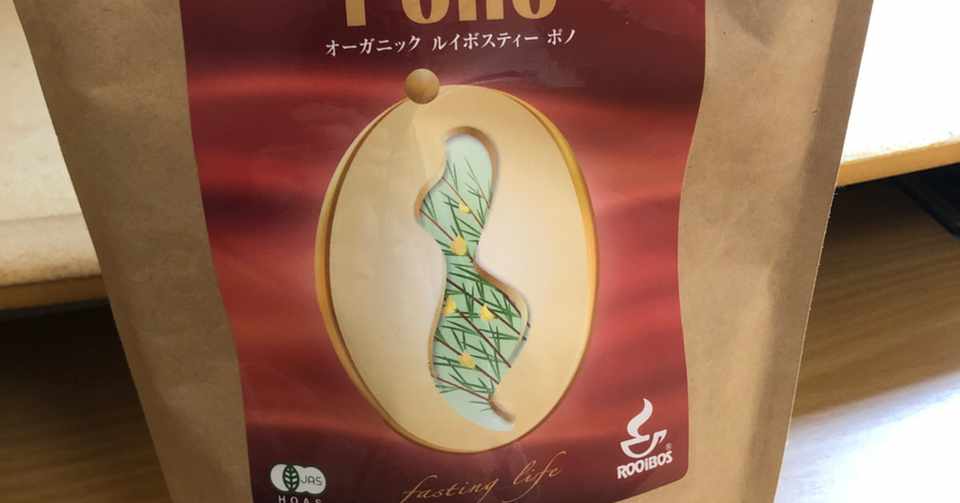 Pono
オーガニック ルイボスティー ポノ
ROOiBOS®
JAS
HOAS
fasting life